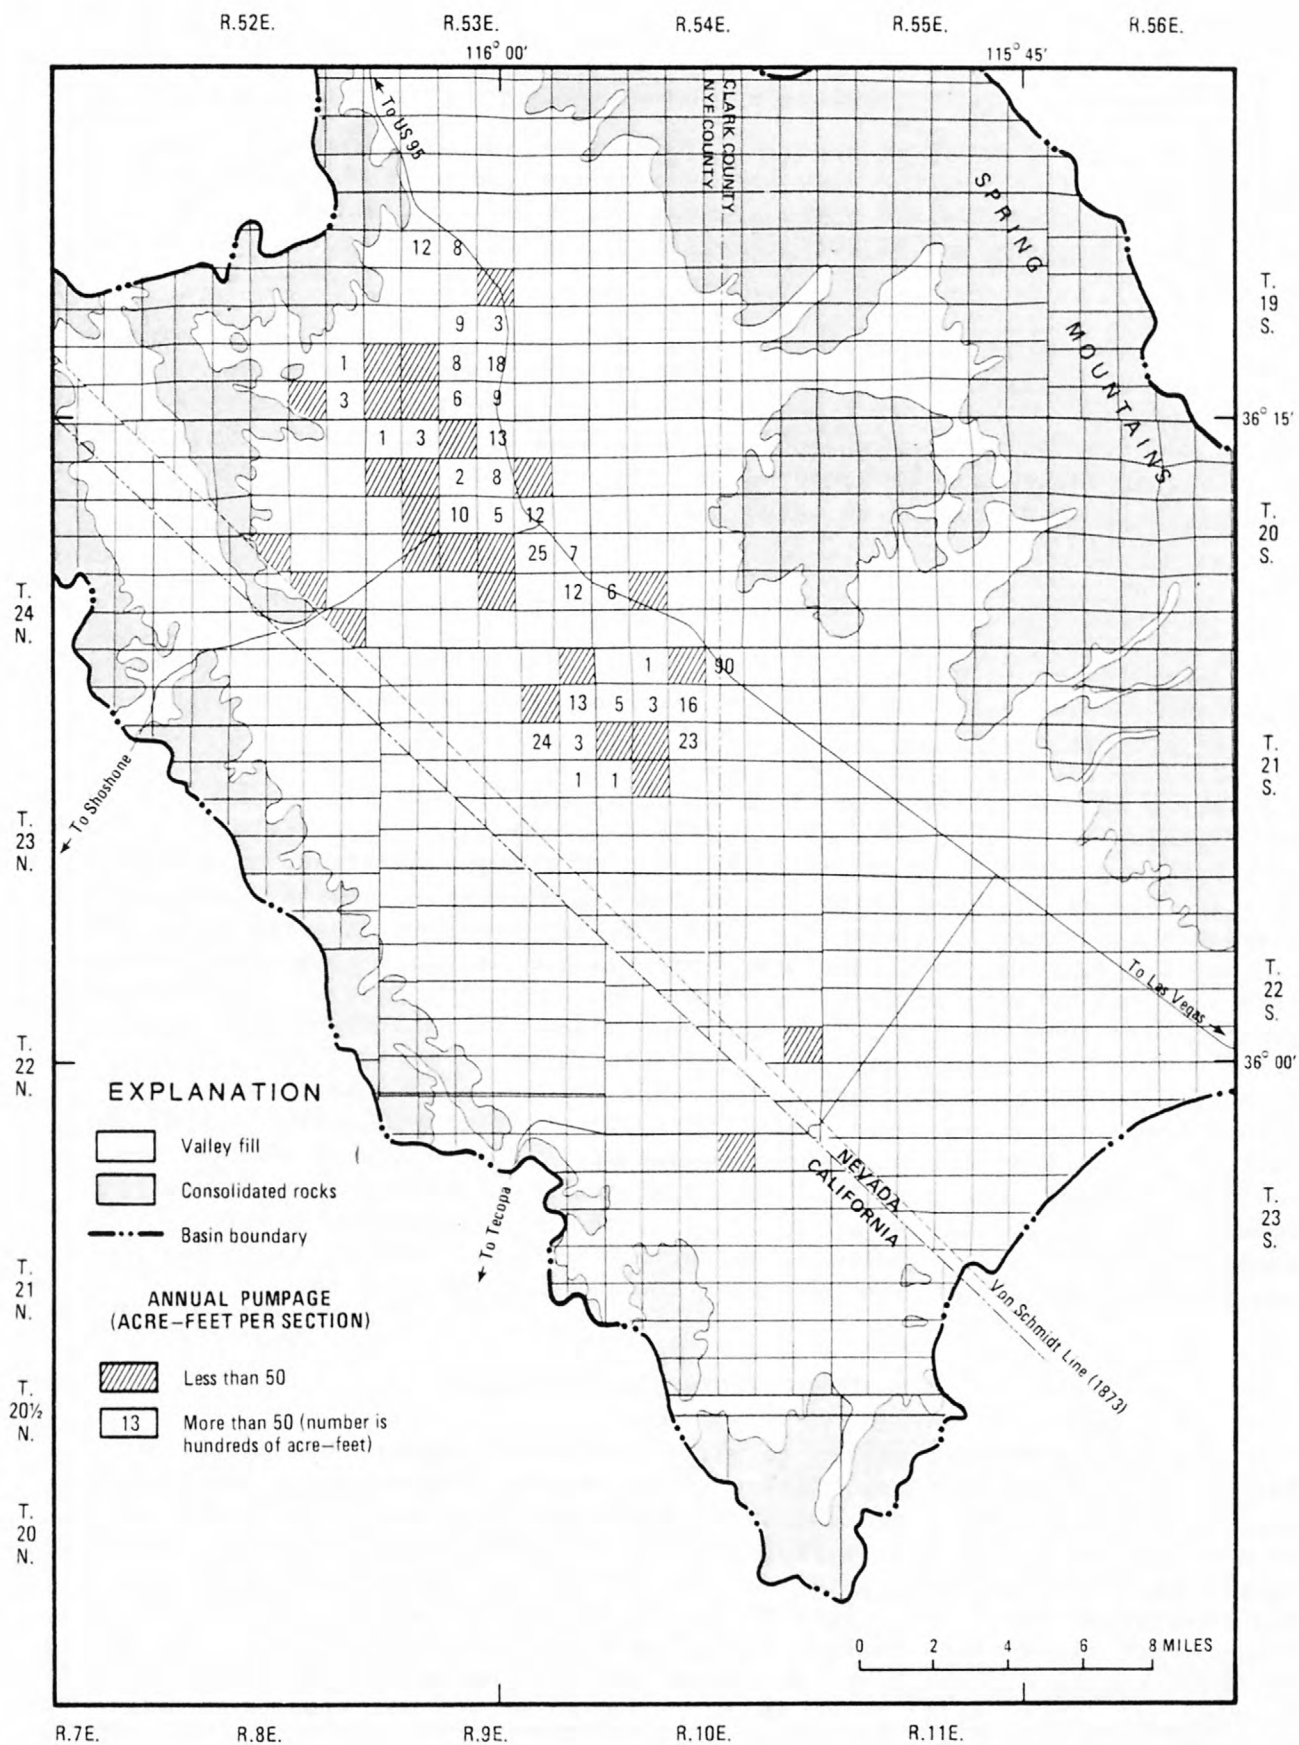 R.52E. R.53E. R.54E. R.55E. R.56E.
116° 00' 115° 45'
To US 95
CLARK COUNTY
NYE COUNTY
SPRING MOUNTAINS
12 8
T. 19 S.
9 3
1 8 18
3 6 9
36° 15'
1 3 13
2 8
10 5 12
T. 20 S.
25 7
12 6
T. 24 N.
1 90
13 5 3 16
24 3 23
T. 21 S.
1 1
To Shoshone
T. 23 N.
To Las Vegas
T. 22 S.
T. 22 N.
36° 00'
EXPLANATION
Valley fill
Consolidated rocks
Basin boundary
NEVADA
CALIFORNIA
To Tecopa
T. 23 S.
T. 21 N.
ANNUAL PUMPAGE
(ACRE-FEET PER SECTION)
Less than 50
13 More than 50 (number is
hundreds of acre-feet)
Von Schmidt Line (1873)
T. 20½ N.
T. 20 N.
0 2 4 6 8 MILES
R.7E. R.8E. R.9E. R.10E. R.11E.